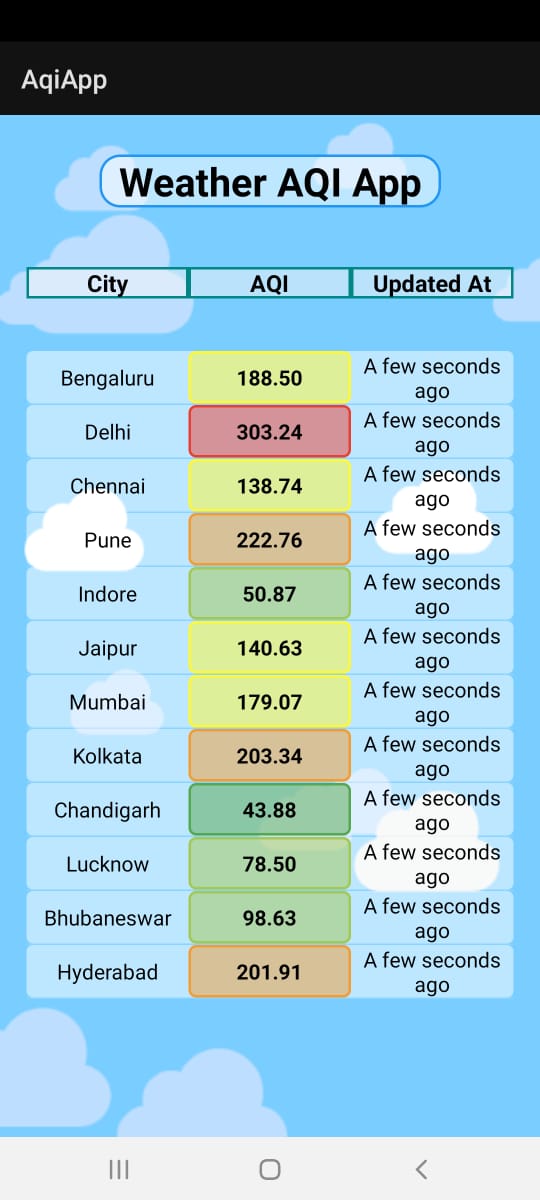 AqiApp
Weather AQI App
City AQI Updated At
Bengaluru 188.50 A few seconds
ago
Delhi 303.24 A few seconds
ago
Chennai 138.74 A few seconds
ago
Pune 222.76 A few seconds
ago
Indore 50.87 A few seconds
ago
Jaipur 140.63 A few seconds
ago
Mumbai 179.07 A few seconds
ago
Kolkata 203.34 A few seconds
ago
Chandigarh 43.88 A few seconds
ago
Lucknow 78.50 A few seconds
ago
Bhubaneswar 98.63 A few seconds
ago
Hyderabad 201.91 A few seconds
ago